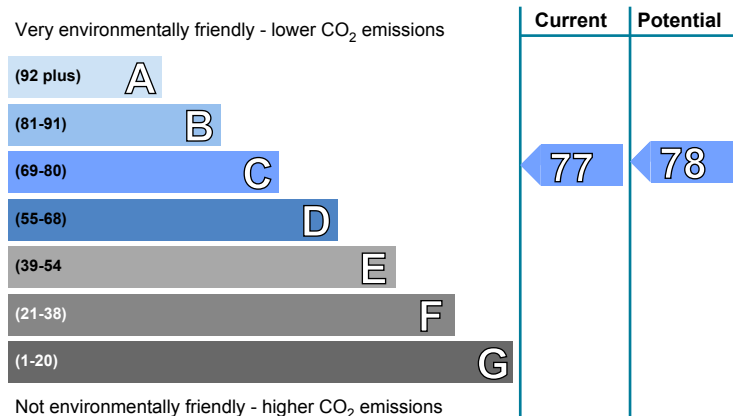 Current Potential
Very environmentally friendly - lower CO2 emissions
(92 plus) A
(81-91) B
(69-80) C 77 78
(55-68) D
(39-54 E
(21-38) F
(1-20) G
Not environmentally friendly - higher CO2 emissions